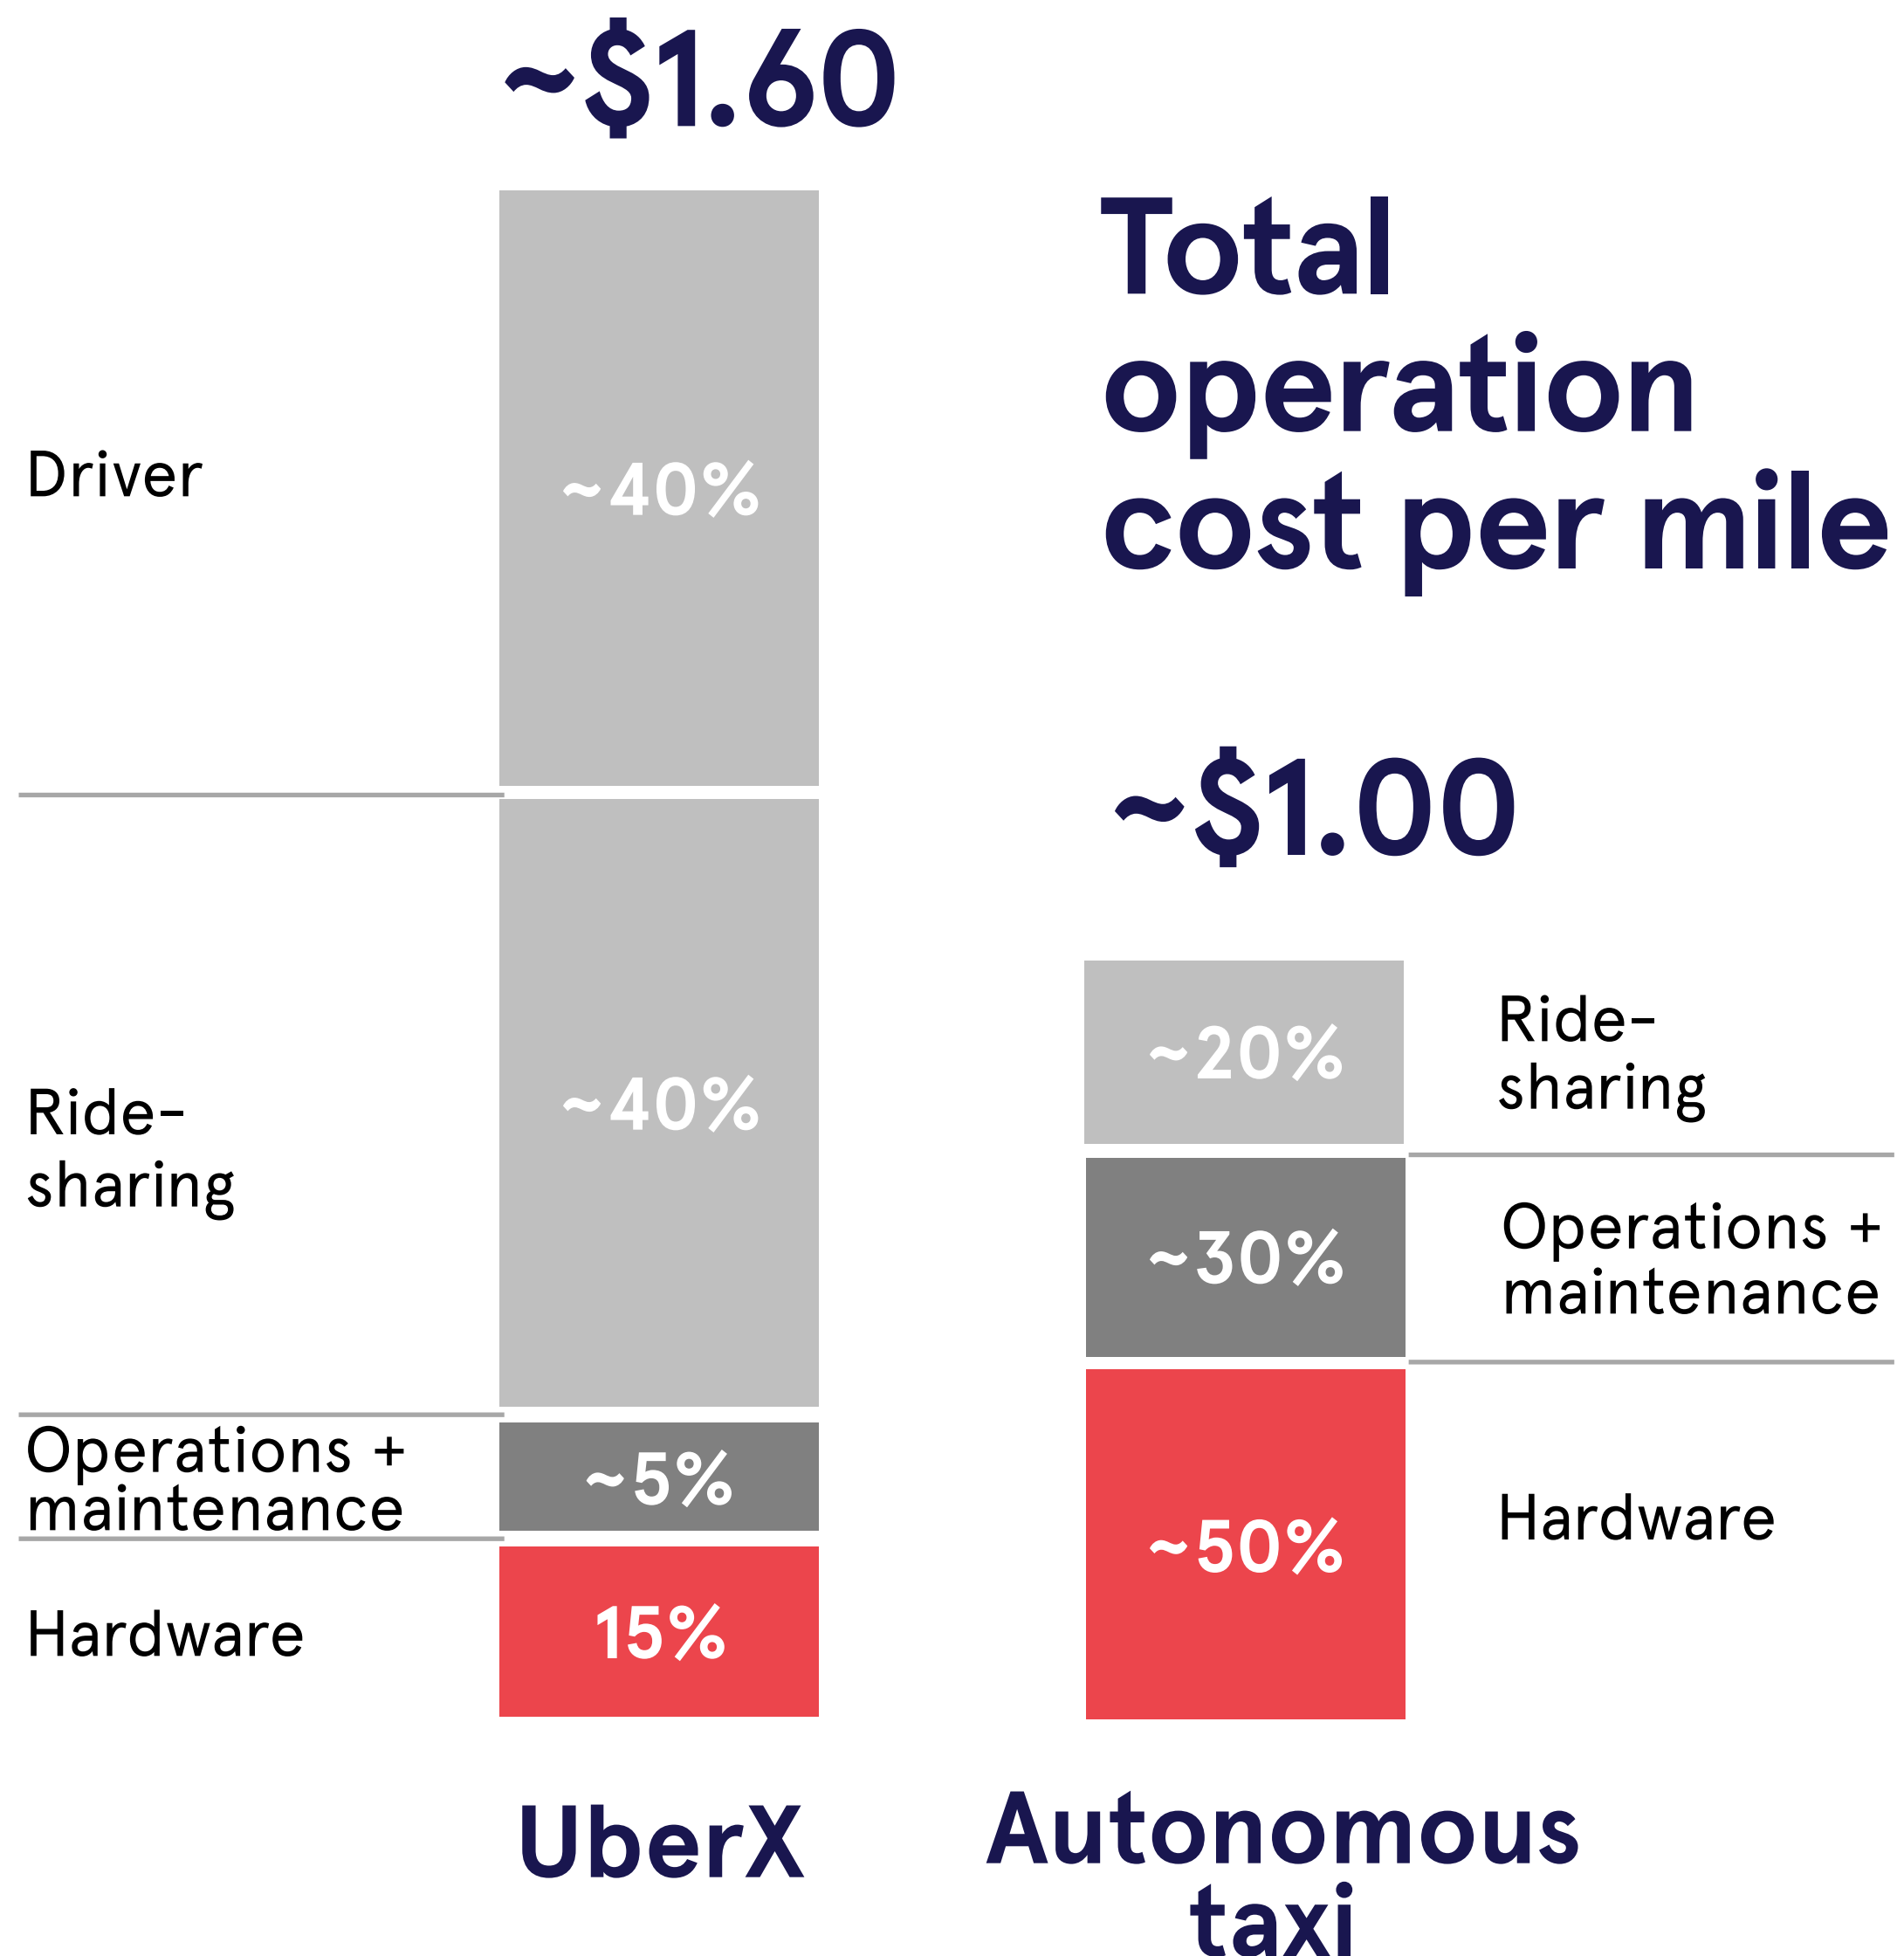 ~$1.60
Total
operation
cost per mile
Driver
~40%
~$1.00
Ride-
sharing
~40%
~20%
Ride-
sharing
~30%
Operations +
maintenance
Operations +
maintenance
~5%
~50%
Hardware
Hardware
15%
UberX
Autonomous
taxi